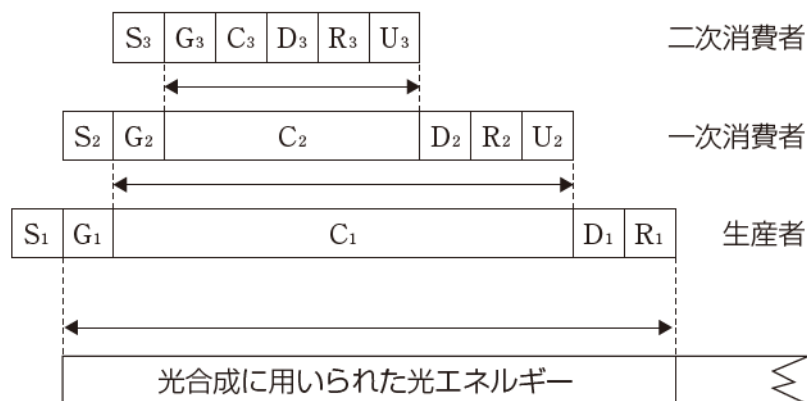 S₃ G₃ C₃ D₃ R₃ U₃ 二次消費者
S₂ G₂ C₂ D₂ R₂ U₂ 一次消費者
S₁ G₁ C₁ D₁ R₁ 生産者
光合成に用いられた光エネルギー